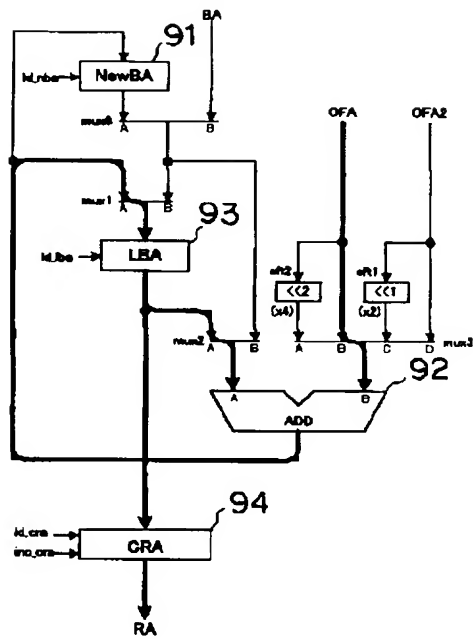 91
BA
ld_nba
NewBA
mux0
A
B
OFA
OFA2
mux1
A
B
93
ld_lba
LBA
sft2
<<2
(x4)
sft1
<<1
(x2)
mux2
A
B
A
B
C
D
mux3
A
B
92
ADD
94
ld_cra
inc_cra
CRA
RA